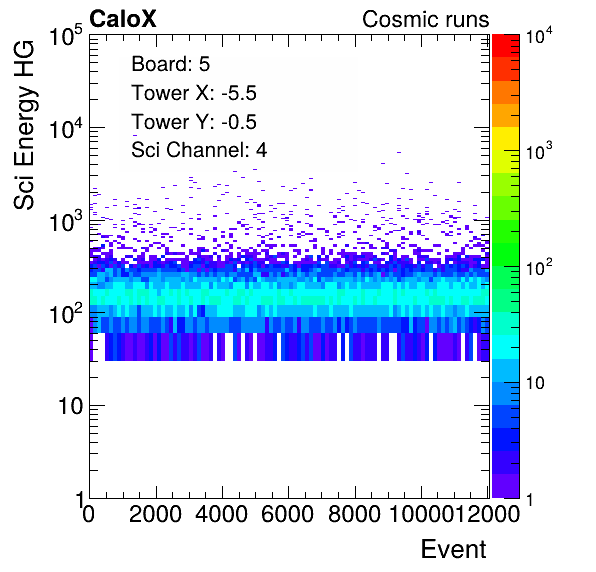 CaloX Cosmic runs
Sci Energy HG
Board: 5
Tower X: -5.5
Tower Y: -0.5
Sci Channel: 4
10^5
10^4
10^3
10^2
10
1
0 2000 4000 6000 8000 10000 12000
Event
10^4
10^3
10^2
10
1